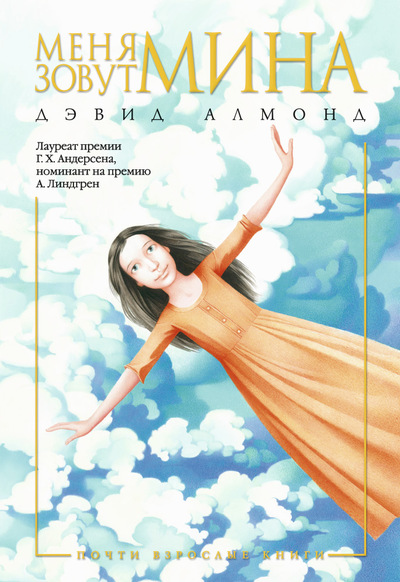 МЕНЯ
ЗОВУТ МИНА
ДЭВИД АЛМОНД
Лауреат премии
Г. Х. Андерсена,
номинант на премию
А. Линдгрен
ПОЧТИ ВЗРОСЛЫЕ КНИГИ